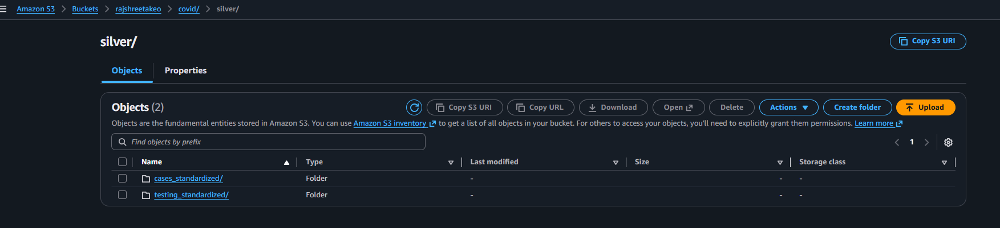 Amazon S3 > Buckets > rajshreetakeo > covid/ > silver/
silver/
Copy S3 URI
Objects Properties
Objects (2)
Copy S3 URI Copy URL Download Open Delete Actions Create folder Upload
Objects are the fundamental entities stored in Amazon S3. You can use Amazon S3 inventory to get a list of all objects in your bucket. For others to access your objects, you'll need to explicitly grant them permissions. Learn more
Find objects by prefix
1
Name Type Last modified Size Storage class
cases_standardized/ Folder - - -
testing_standardized/ Folder - - -